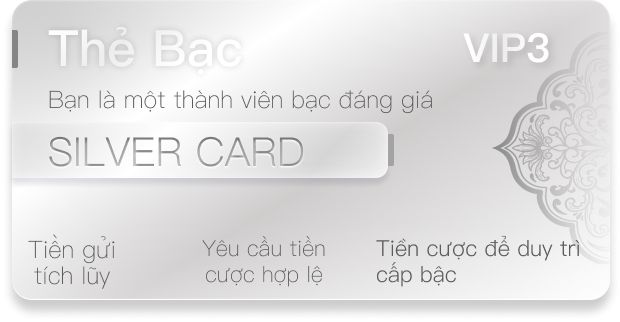 Thẻ Bạc
VIP3
Bạn là một thành viên bạc đáng giá
SILVER CARD
Tiền gửi
tích lũy
Yêu cầu tiền
cược hợp lệ
Tiền cược để duy trì
cấp bậc